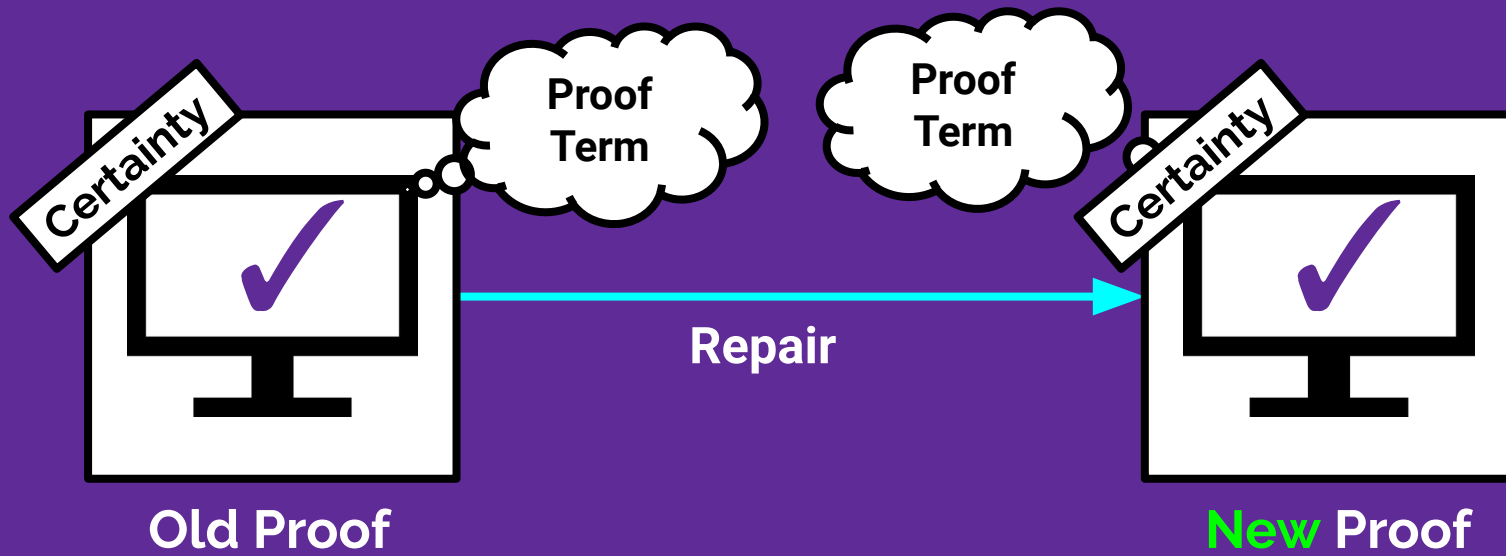 Certainty
Proof
Term
Proof
Term
Certainty
Repair
Old Proof
New Proof